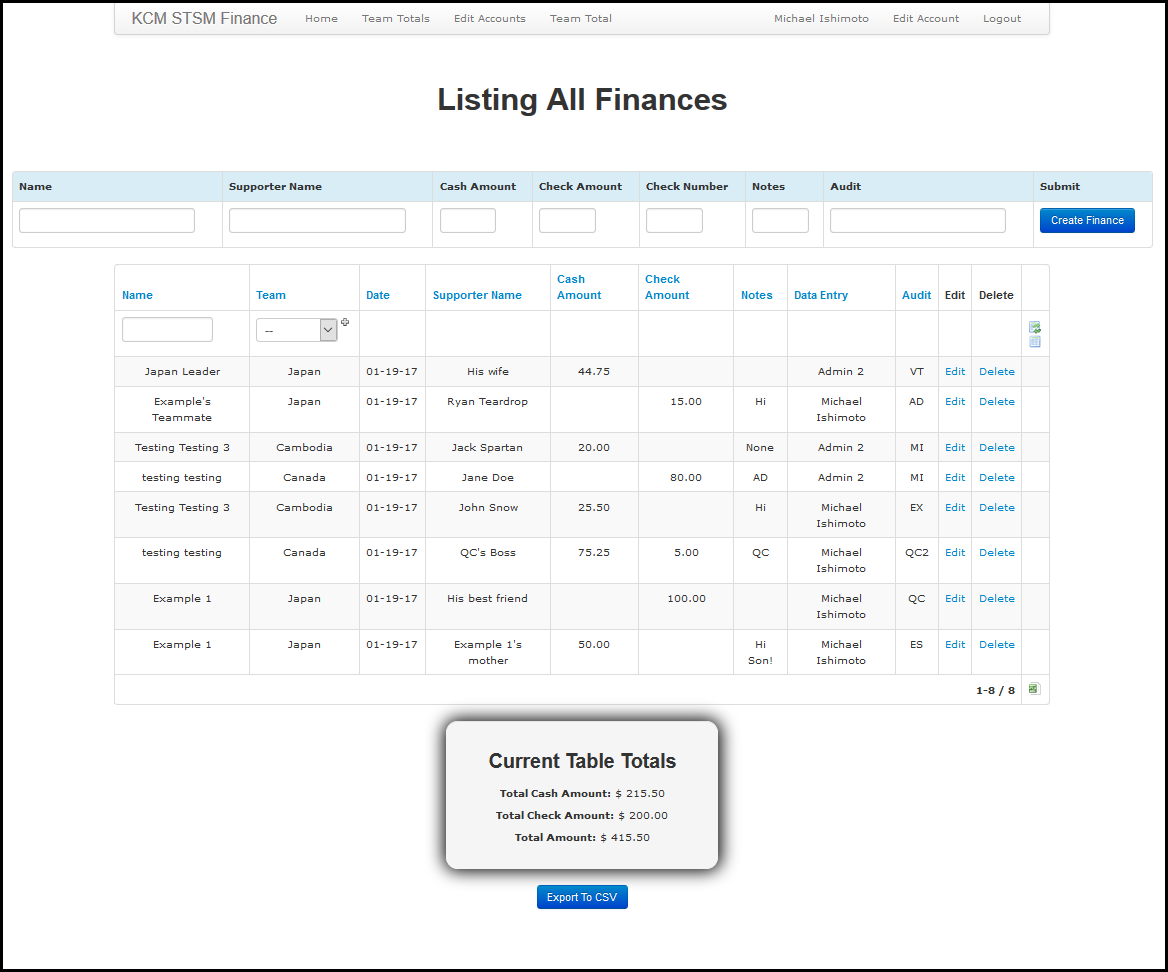 KCM STSM Finance Home Team Totals Edit Accounts Team Total Michael Ishimoto Edit Account Logout
Listing All Finances
Name Supporter Name Cash Amount Check Amount Check Number Notes Audit Submit
Create Finance
Name Team Date Supporter Name Cash Amount Check Amount Notes Data Entry Audit Edit Delete
--
Japan Leader Japan 01-19-17 His wife 44.75 Admin 2 VT Edit Delete
Example's Teammate Japan 01-19-17 Ryan Teardrop 15.00 Hi Michael Ishimoto AD Edit Delete
Testing Testing 3 Cambodia 01-19-17 Jack Spartan 20.00 None Admin 2 MI Edit Delete
testing testing Canada 01-19-17 Jane Doe 80.00 AD Admin 2 MI Edit Delete
Testing Testing 3 Cambodia 01-19-17 John Snow 25.50 Hi Michael Ishimoto EX Edit Delete
testing testing Canada 01-19-17 QC's Boss 75.25 5.00 QC Michael Ishimoto QC2 Edit Delete
Example 1 Japan 01-19-17 His best friend 100.00 Michael Ishimoto QC Edit Delete
Example 1 Japan 01-19-17 Example 1's mother 50.00 Hi Son! Michael Ishimoto ES Edit Delete
1-8 / 8
Current Table Totals
Total Cash Amount: $ 215.50
Total Check Amount: $ 200.00
Total Amount: $ 415.50
Export To CSV